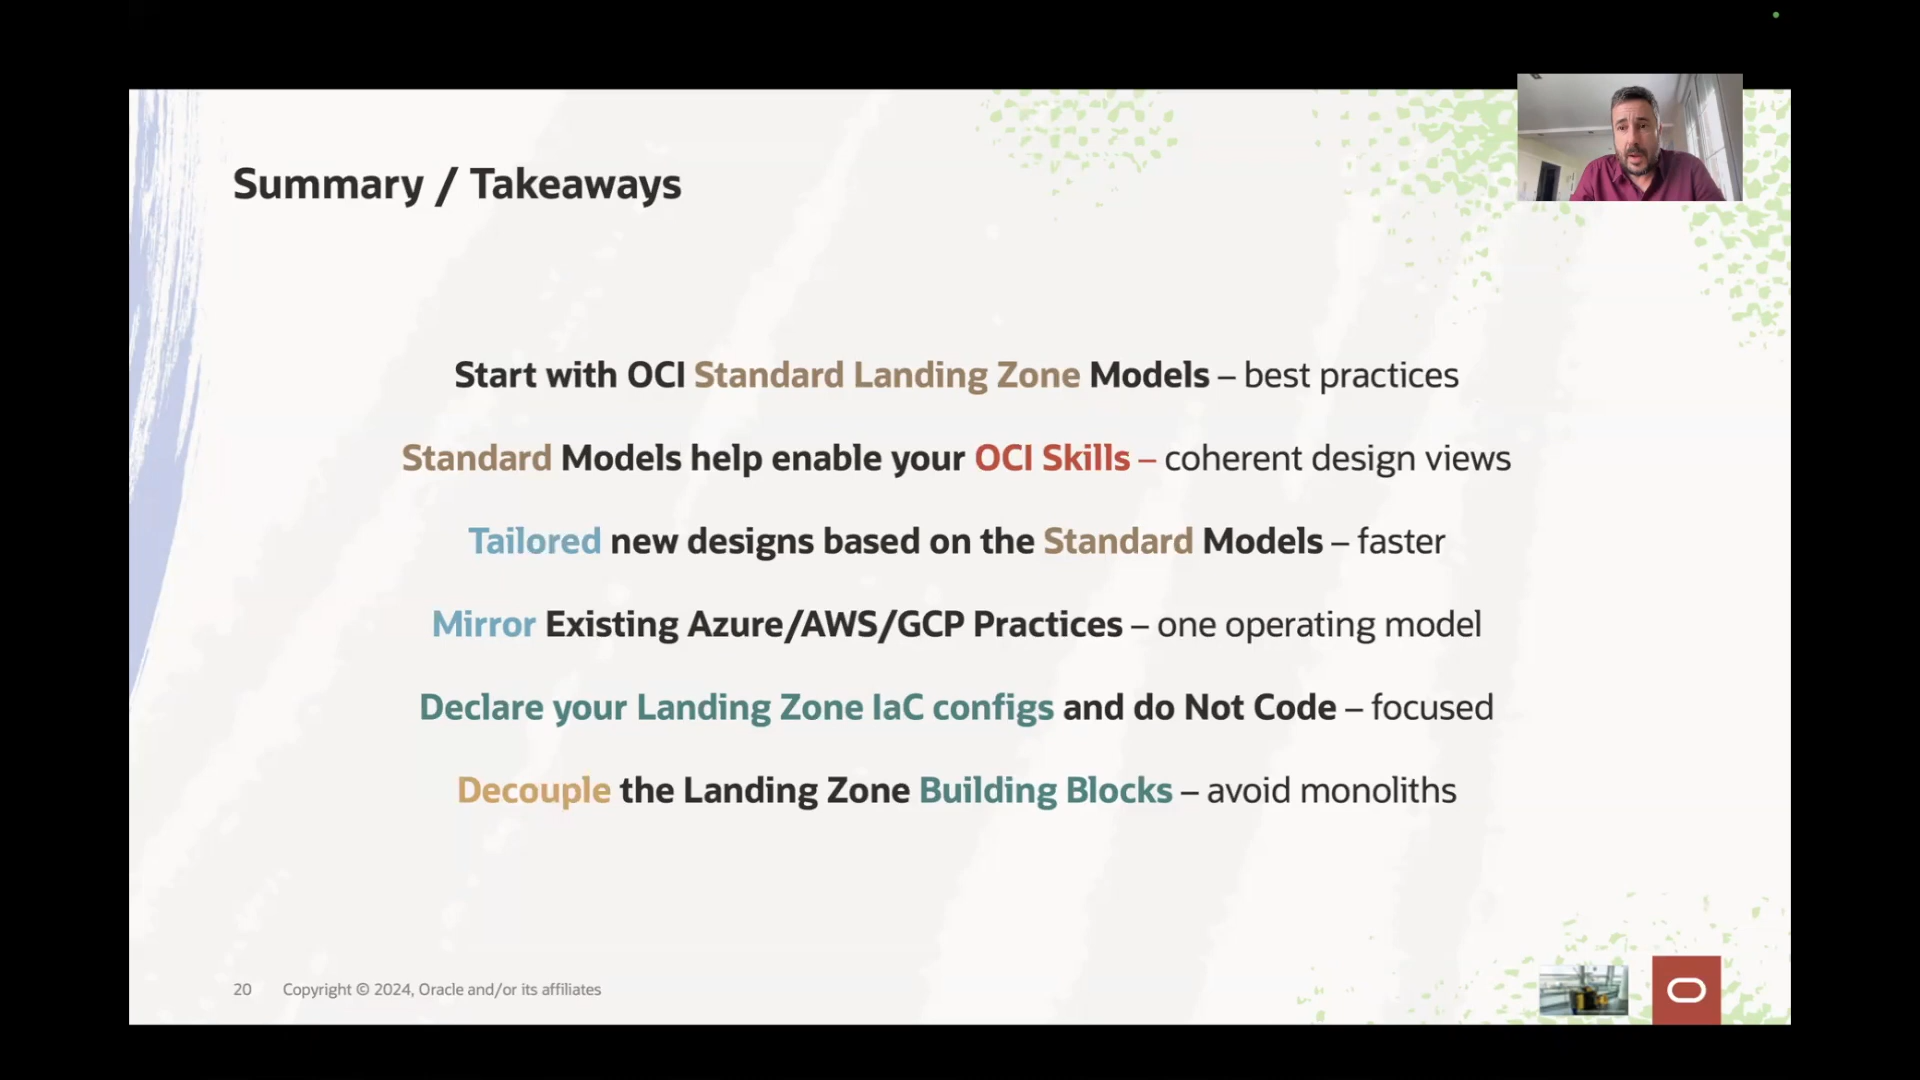 Summary / Takeaways
Start with OCI Standard Landing Zone Models – best practices
Standard Models help enable your OCI Skills – coherent design views
Tailored new designs based on the Standard Models – faster
Mirror Existing Azure/AWS/GCP Practices – one operating model
Declare your Landing Zone IaC configs and do Not Code – focused
Decouple the Landing Zone Building Blocks – avoid monoliths
20 Copyright © 2024, Oracle and/or its affiliates